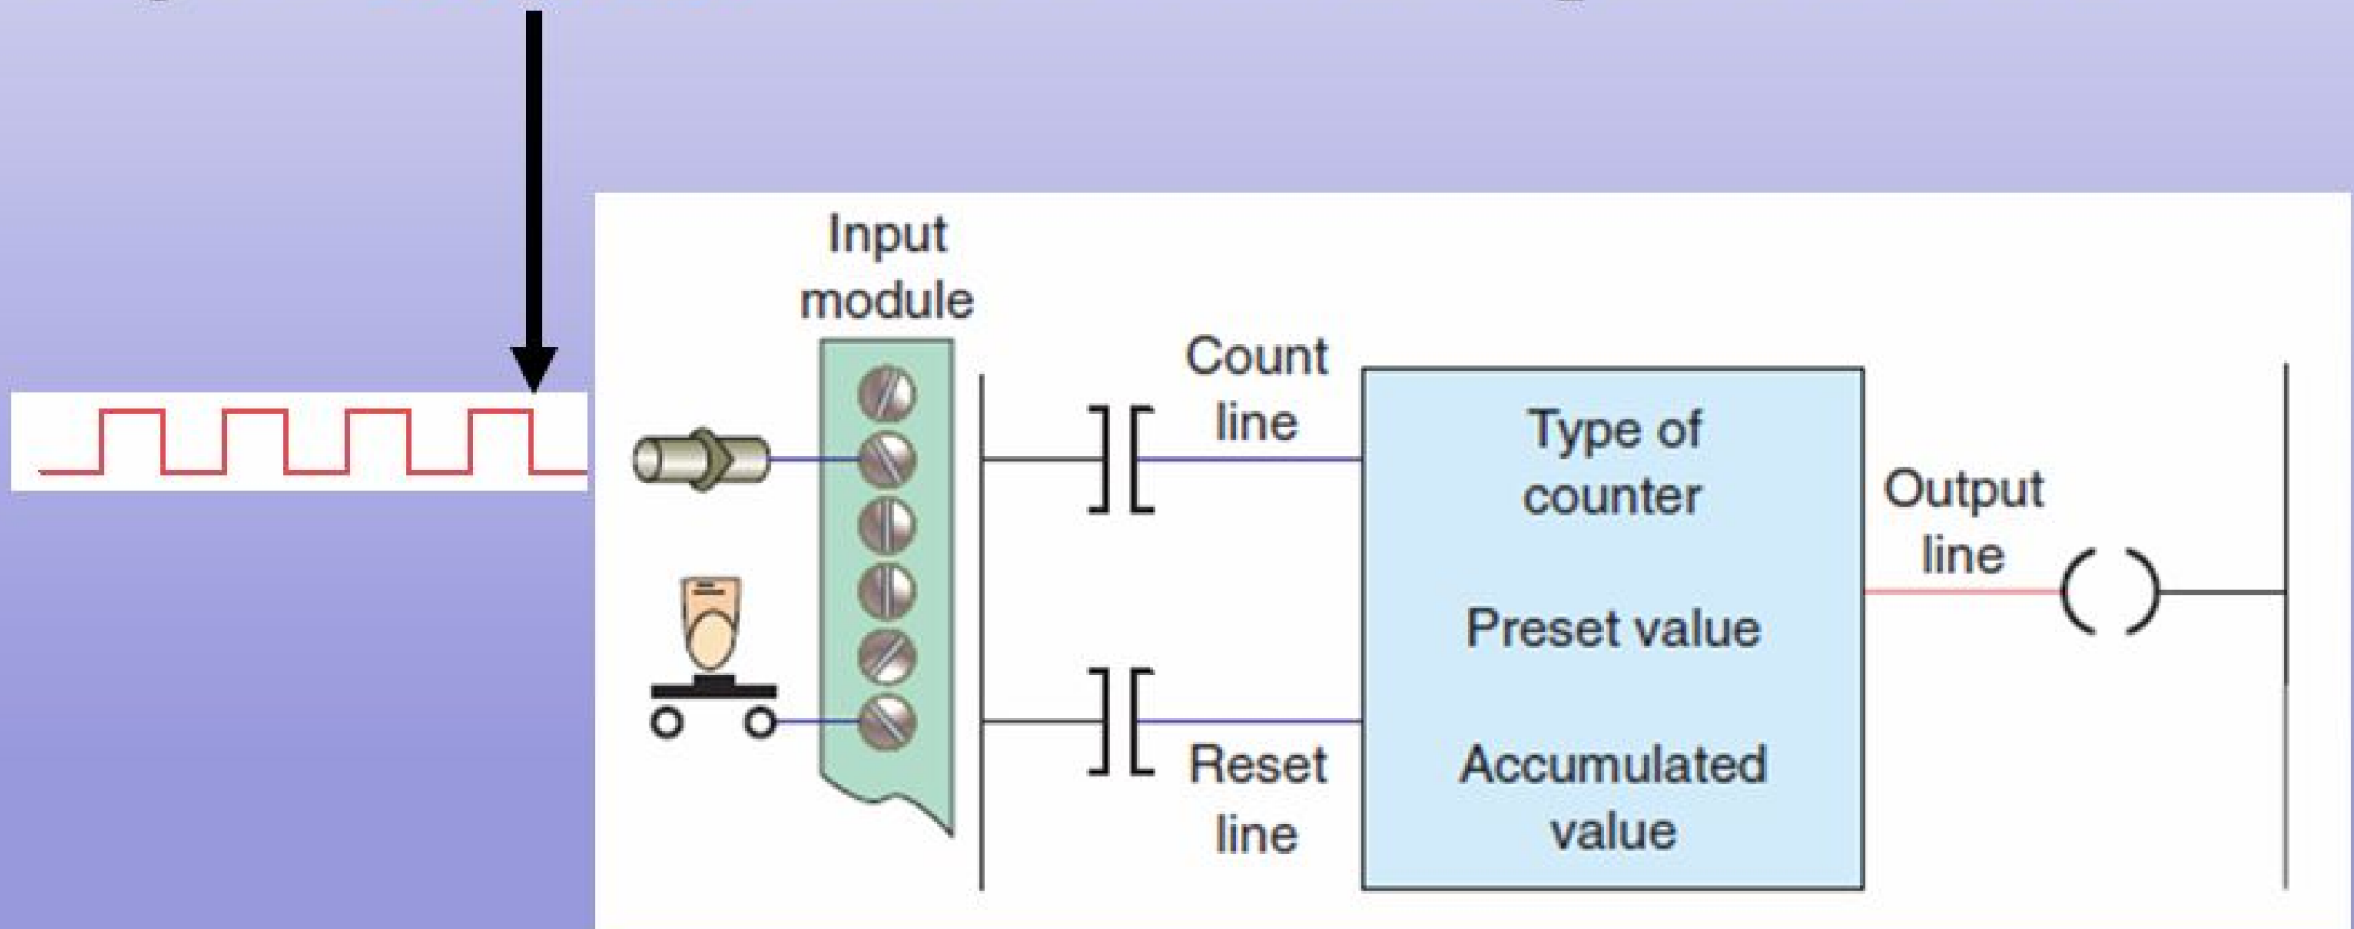 Input
module
Count
line
Type of
counter
Output
line
Preset value
Reset
line
Accumulated
value